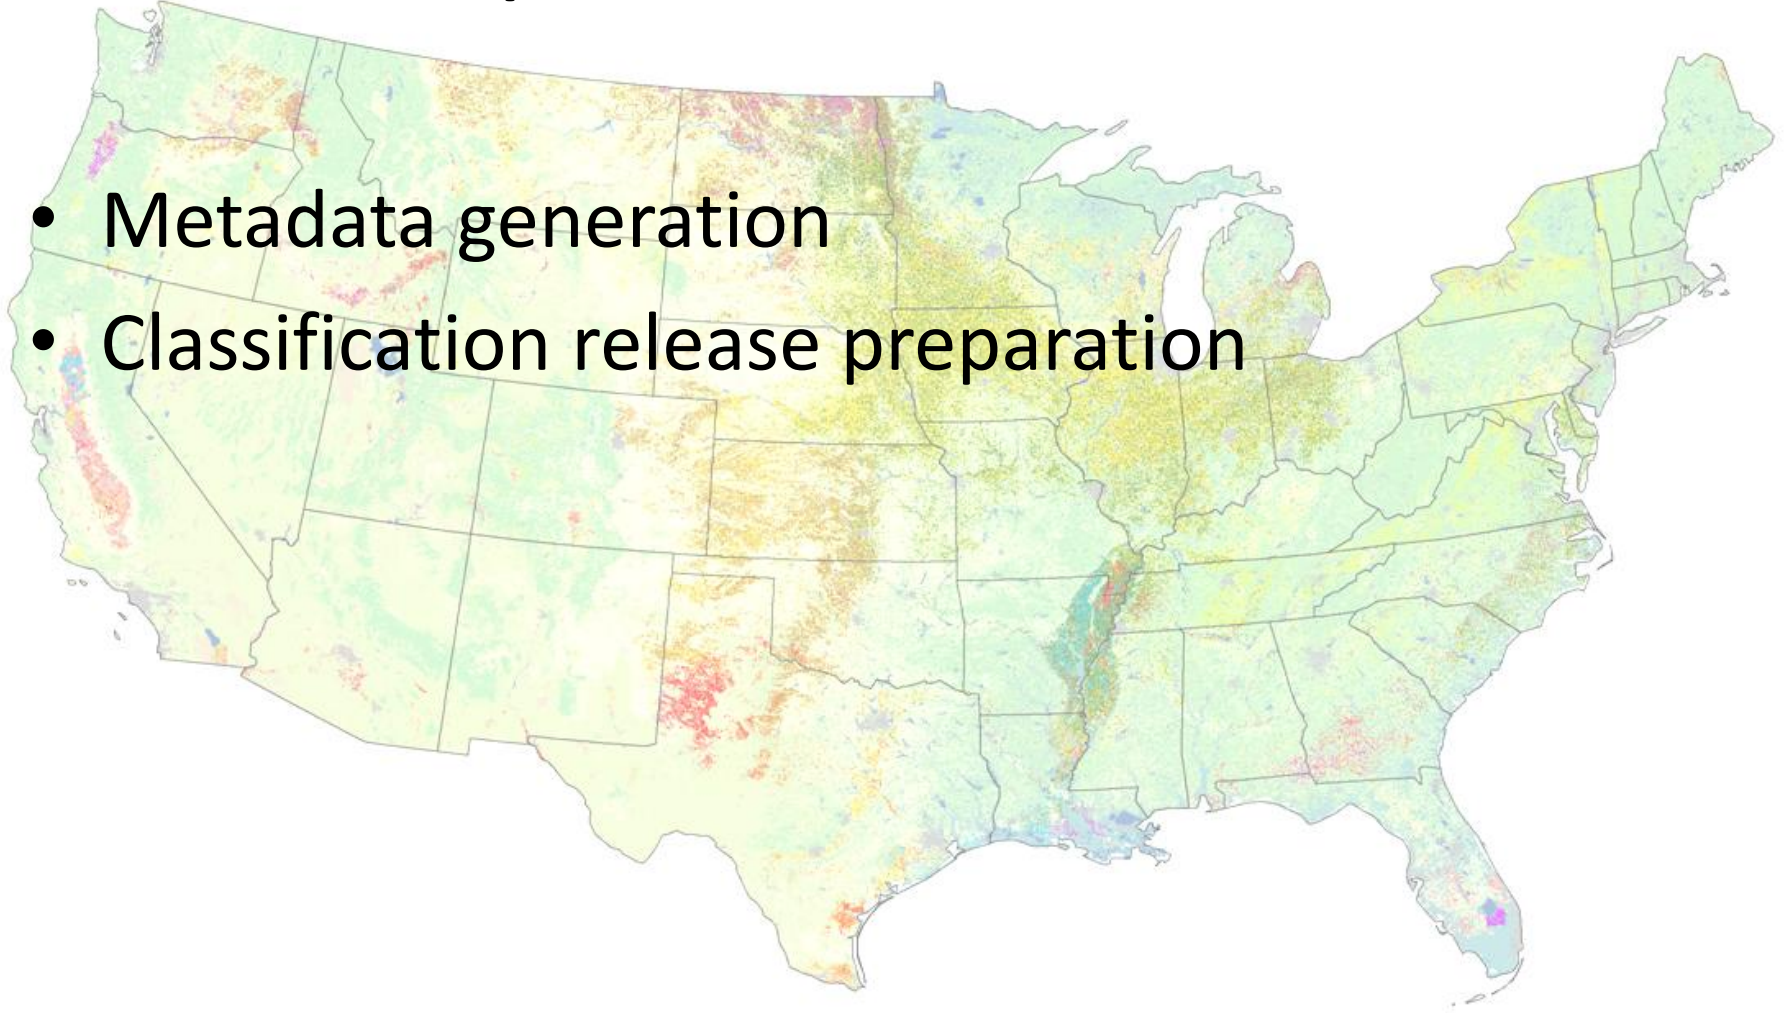 • Metadata generation
• Classification release preparation